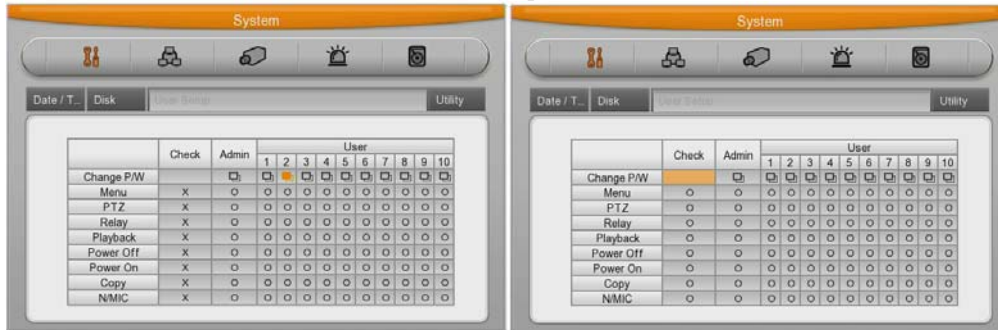 System
Date / T... Disk User Setup Utility
Check Admin User
1 2 3 4 5 6 7 8 9 10
Change P/W
Menu X O O O O O O O O O O O
PTZ X O O O O O O O O O O O
Relay X O O O O O O O O O O O
Playback X O O O O O O O O O O O
Power Off X O O O O O O O O O O O
Power On X O O O O O O O O O O O
Copy X O O O O O O O O O O O
N/MIC X O O O O O O O O O O O
System
Date / T... Disk User Setup Utility
Check Admin User
1 2 3 4 5 6 7 8 9 10
Change P/W
Menu O O O O O O O O O O O O
PTZ O O O O O O O O O O O O
Relay O O O O O O O O O O O O
Playback O O O O O O O O O O O O
Power Off O O O O O O O O O O O O
Power On O O O O O O O O O O O O
Copy O O O O O O O O O O O O
N/MIC O O O O O O O O O O O O